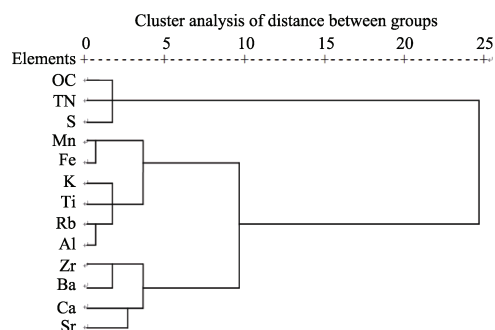 Cluster analysis of distance between groups
0 5 10 15 20 25
Elements
OC
TN
S
Mn
Fe
K
Ti
Rb
Al
Zr
Ba
Ca
Sr